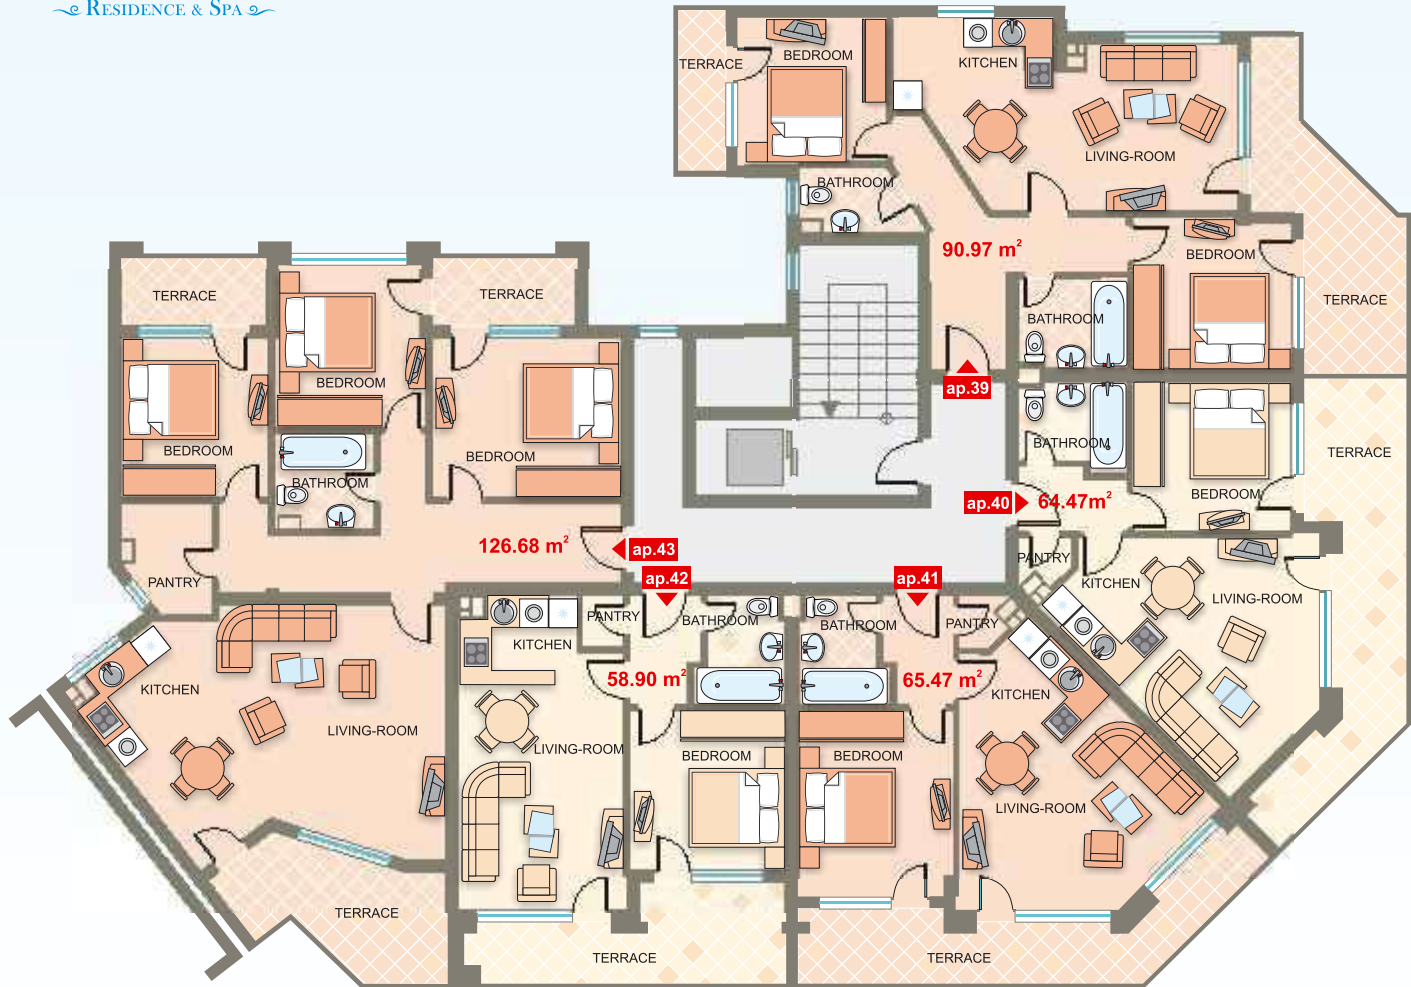 RESIDENCE & SPA
TERRACE
BEDROOM
KITCHEN
LIVING-ROOM
BATHROOM
90.97 m²
BEDROOM
TERRACE
BATHROOM
ap.39
TERRACE
BEDROOM
TERRACE
BEDROOM
BEDROOM
BATHROOM
126.68 m²
ap.43
PANTRY
KITCHEN
LIVING-ROOM
TERRACE
BATHROOM
TERRACE
BEDROOM
ap.40
64.47m²
PANTRY
KITCHEN
LIVING-ROOM
ap.42
PANTRY
BATHROOM
KITCHEN
58.90 m²
LIVING-ROOM
BEDROOM
TERRACE
ap.41
BATHROOM
PANTRY
65.47 m²
KITCHEN
BEDROOM
LIVING-ROOM
TERRACE